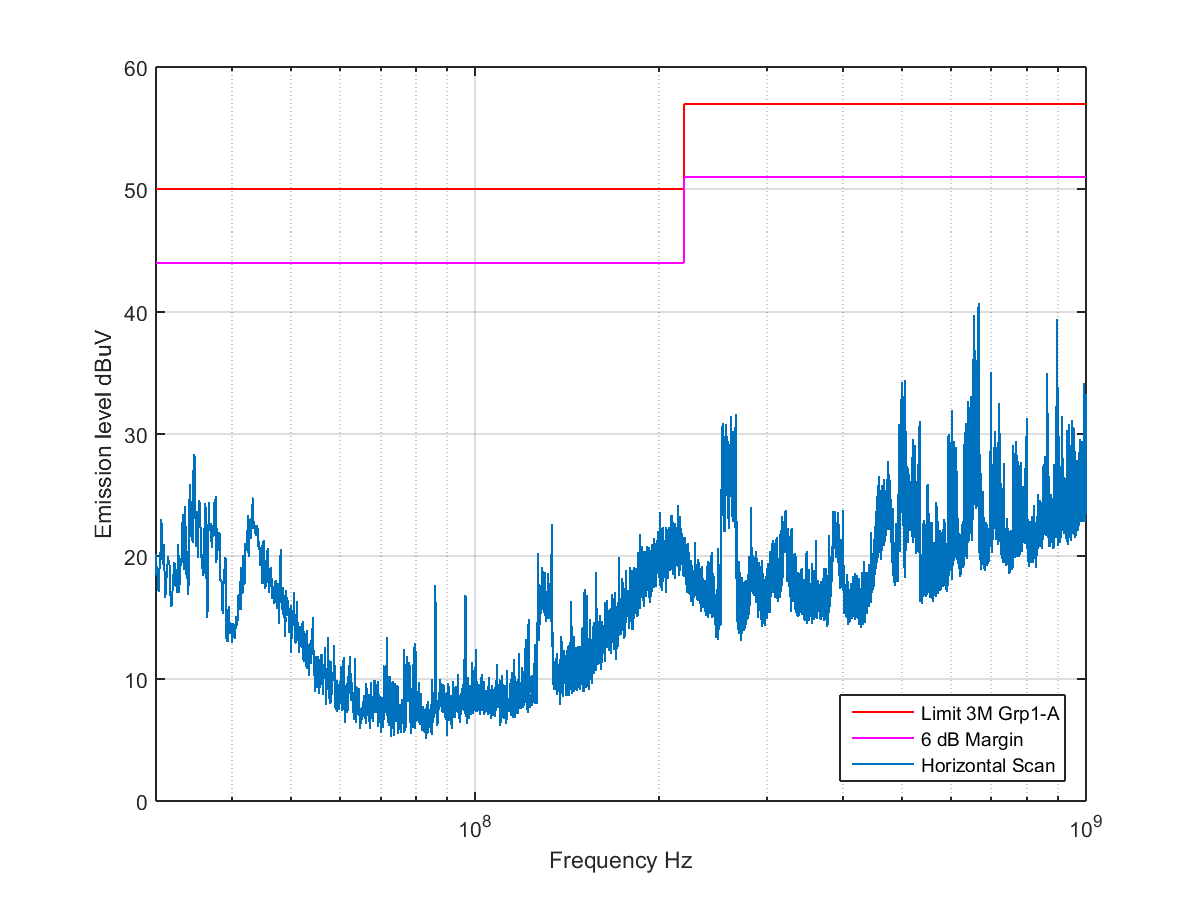 60
50
40
30
20
10
0
Emission level dBuV
10^8
10^9
Frequency Hz
Limit 3M Grp1-A
6 dB Margin
Horizontal Scan